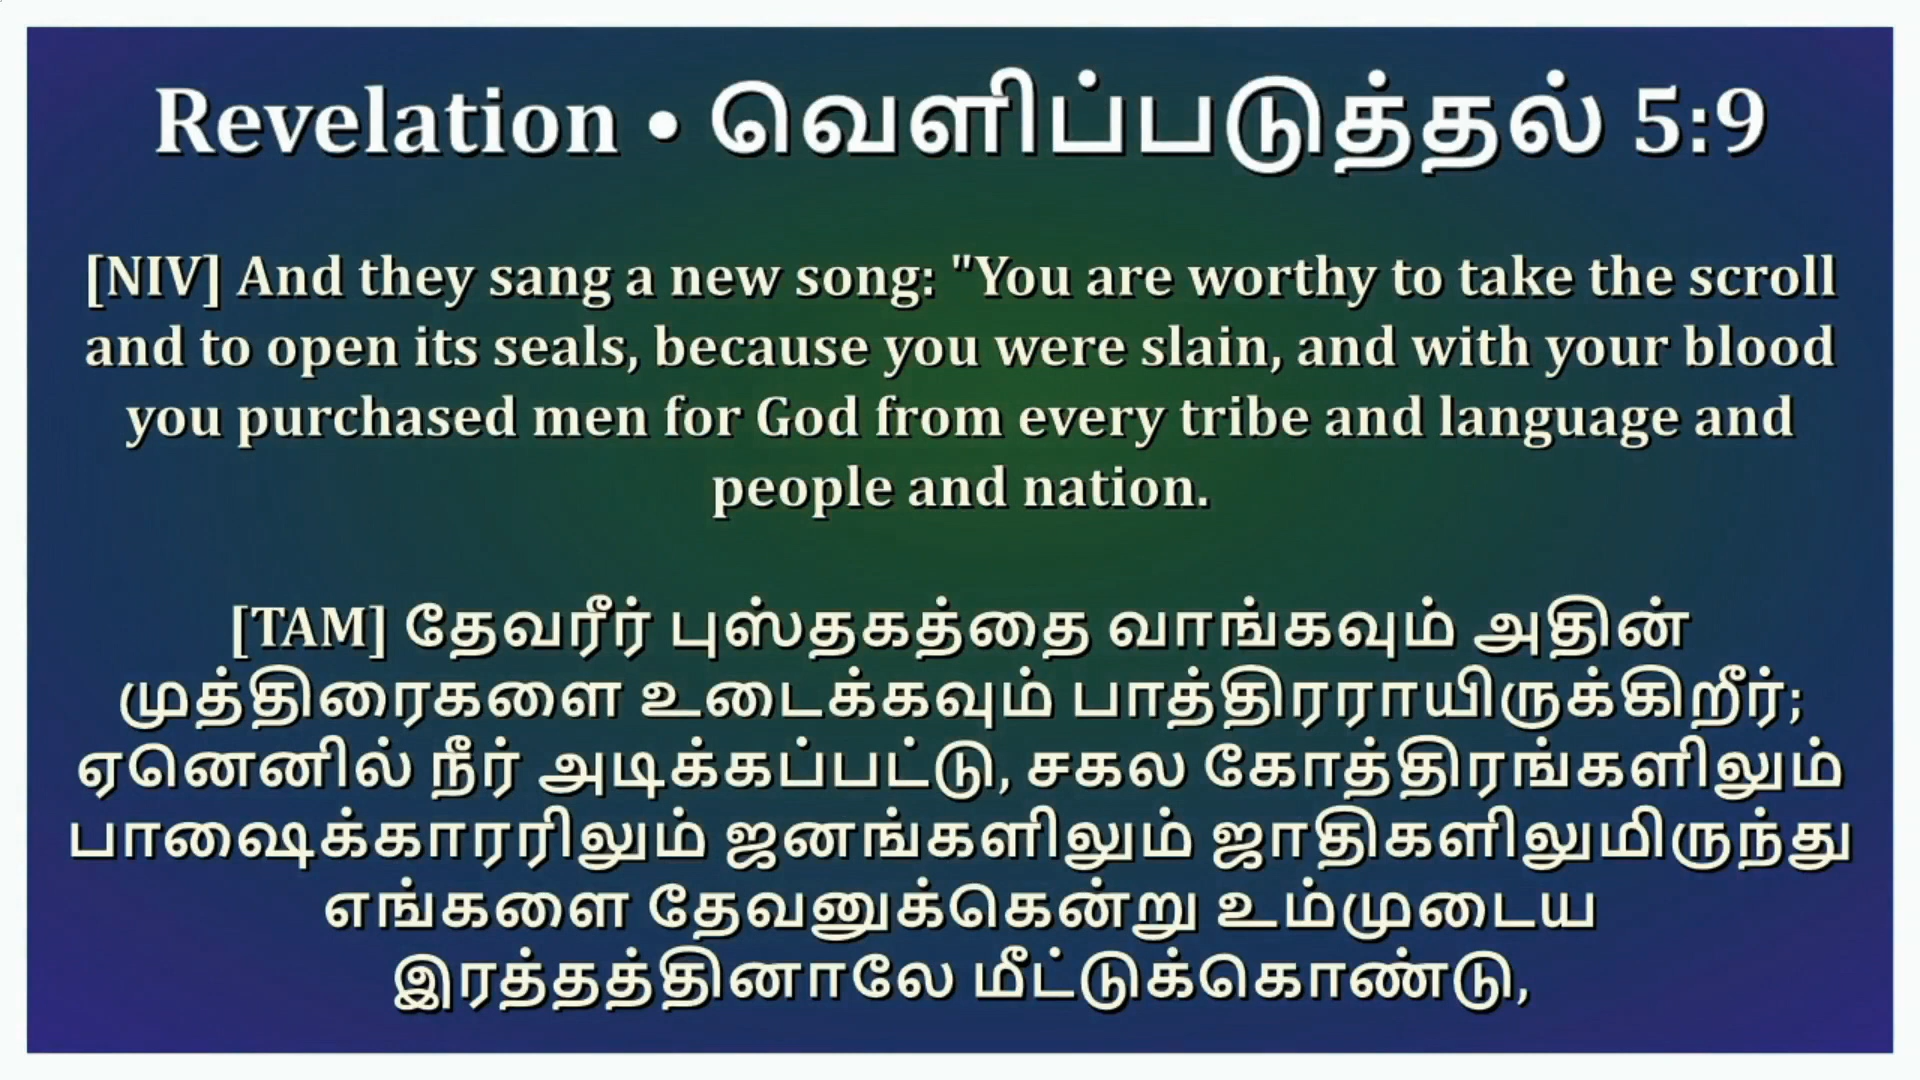 Revelation • வெளிப்படுத்தல் 5:9
[NIV] And they sang a new song: "You are worthy to take the scroll
and to open its seals, because you were slain, and with your blood
you purchased men for God from every tribe and language and
people and nation.
[TAM] தேவரீர் புஸ்தகத்தை வாங்கவும் அதின்
முத்திரைகளை உடைக்கவும் பாத்திரராயிருக்கிறீர்;
ஏனெனில் நீர் அடிக்கப்பட்டு, சகல கோத்திரங்களிலும்
பாஷைக்காரரிலும் ஜனங்களிலும் ஜாதிகளிலுமிருந்து
எங்களை தேவனுக்கென்று உம்முடைய
இரத்தத்தினாலே மீட்டுக்கொண்டு,